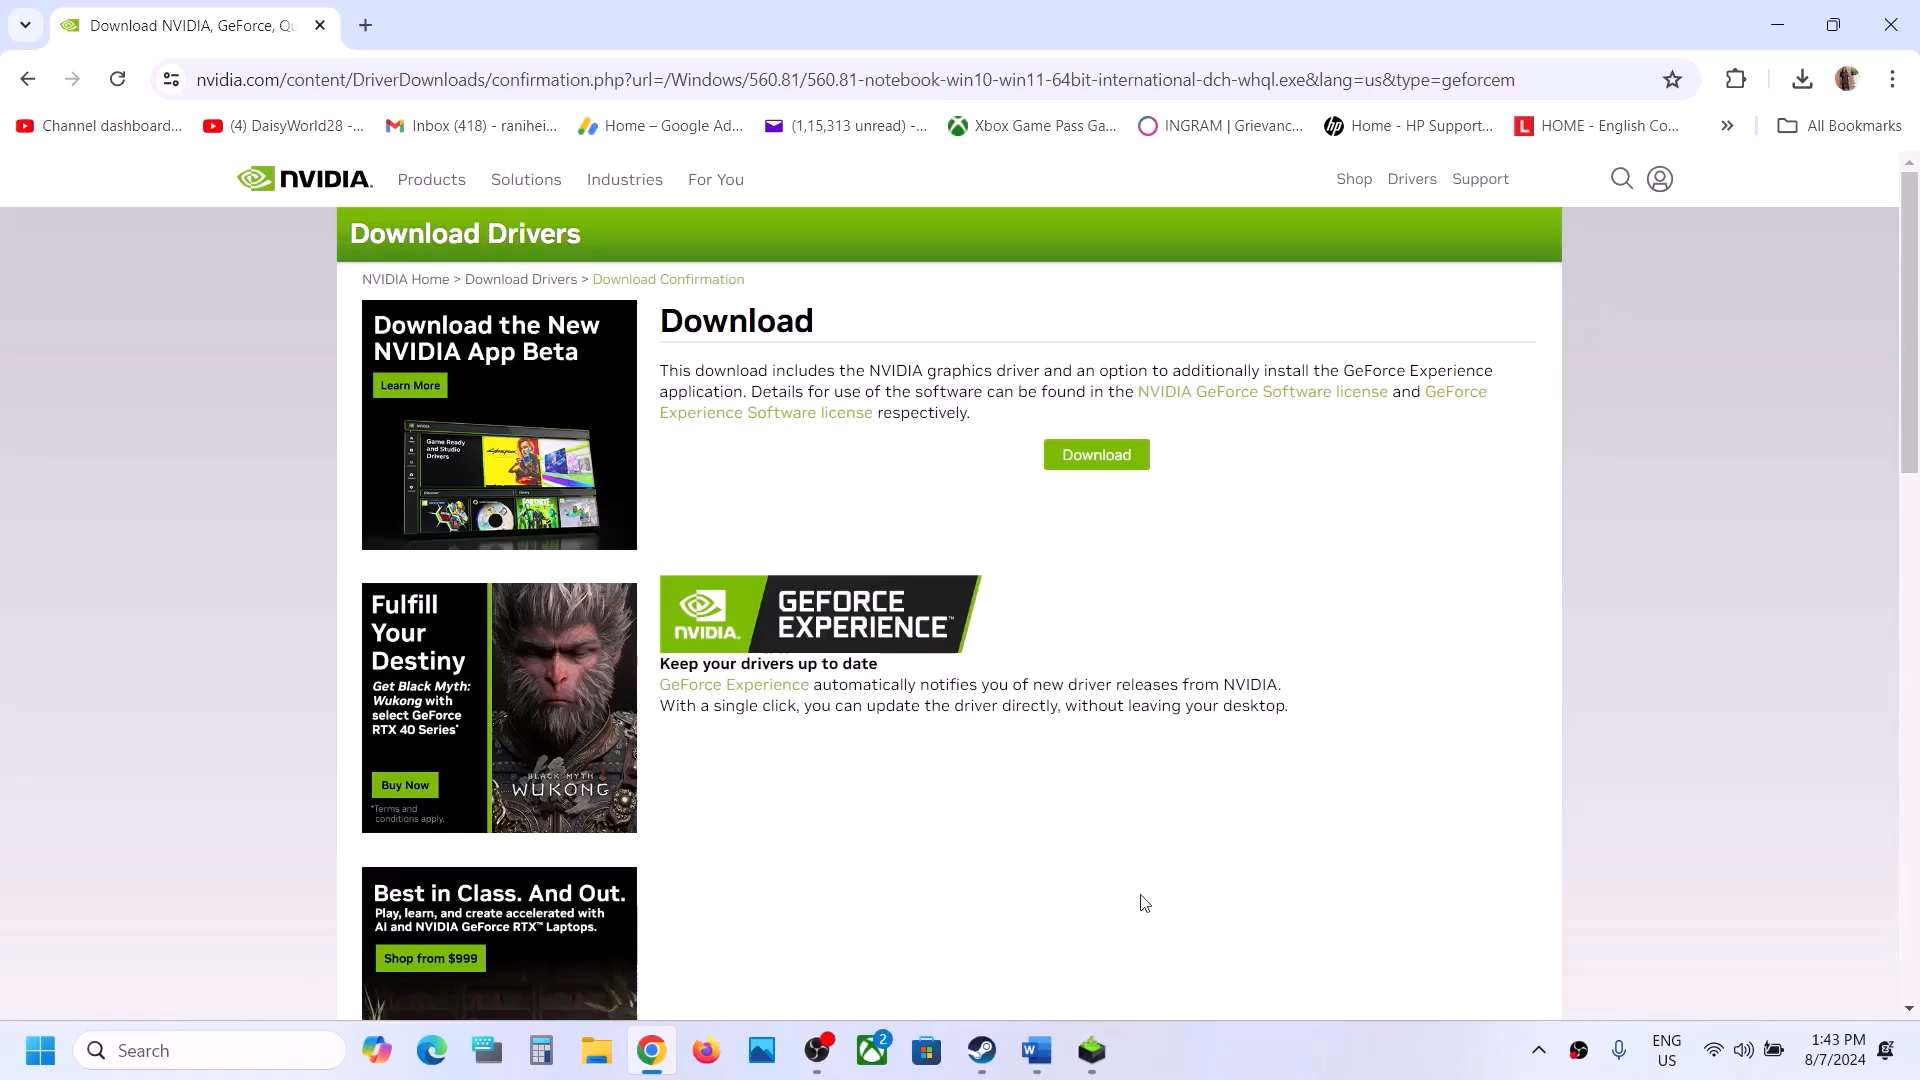 Download NVIDIA, GeForce, Qu
nvidia.com/content/DriverDownloads/confirmation.php?url=/Windows/560.81/560.81-notebook-win10-win11-64bit-international-dch-whql.exe&lang=us&type=geforcem
Channel dashboard...
(4) DaisyWorld28 -...
Inbox (418) - ranihei...
Home – Google Ad...
(1,15,313 unread) -...
Xbox Game Pass Ga...
INGRAM | Grievanc...
Home - HP Support...
HOME - English Co...
All Bookmarks
NVIDIA.
Products
Solutions
Industries
For You
Shop
Drivers
Support
Download Drivers
NVIDIA Home > Download Drivers > Download Confirmation
Download the New
NVIDIA App Beta
Learn More
Game Ready
and Studio
Drivers
Download
This download includes the NVIDIA graphics driver and an option to additionally install the GeForce Experience
application. Details for use of the software can be found in the NVIDIA GeForce Software license and GeForce
Experience Software license respectively.
Download
Fulfill
Your
Destiny
Get Black Myth:
Wukong with
select GeForce
RTX 40 Series*
Buy Now
*Terms and
conditions apply.
BLACK MYTH
WUKONG
NVIDIA.
GEFORCE
EXPERIENCE™
Keep your drivers up to date
GeForce Experience automatically notifies you of new driver releases from NVIDIA.
With a single click, you can update the driver directly, without leaving your desktop.
Best in Class. And Out.
Play, learn, and create accelerated with
AI and NVIDIA GeForce RTX™ Laptops.
Shop from $999
Search
2
ENG
US
1:43 PM
8/7/2024